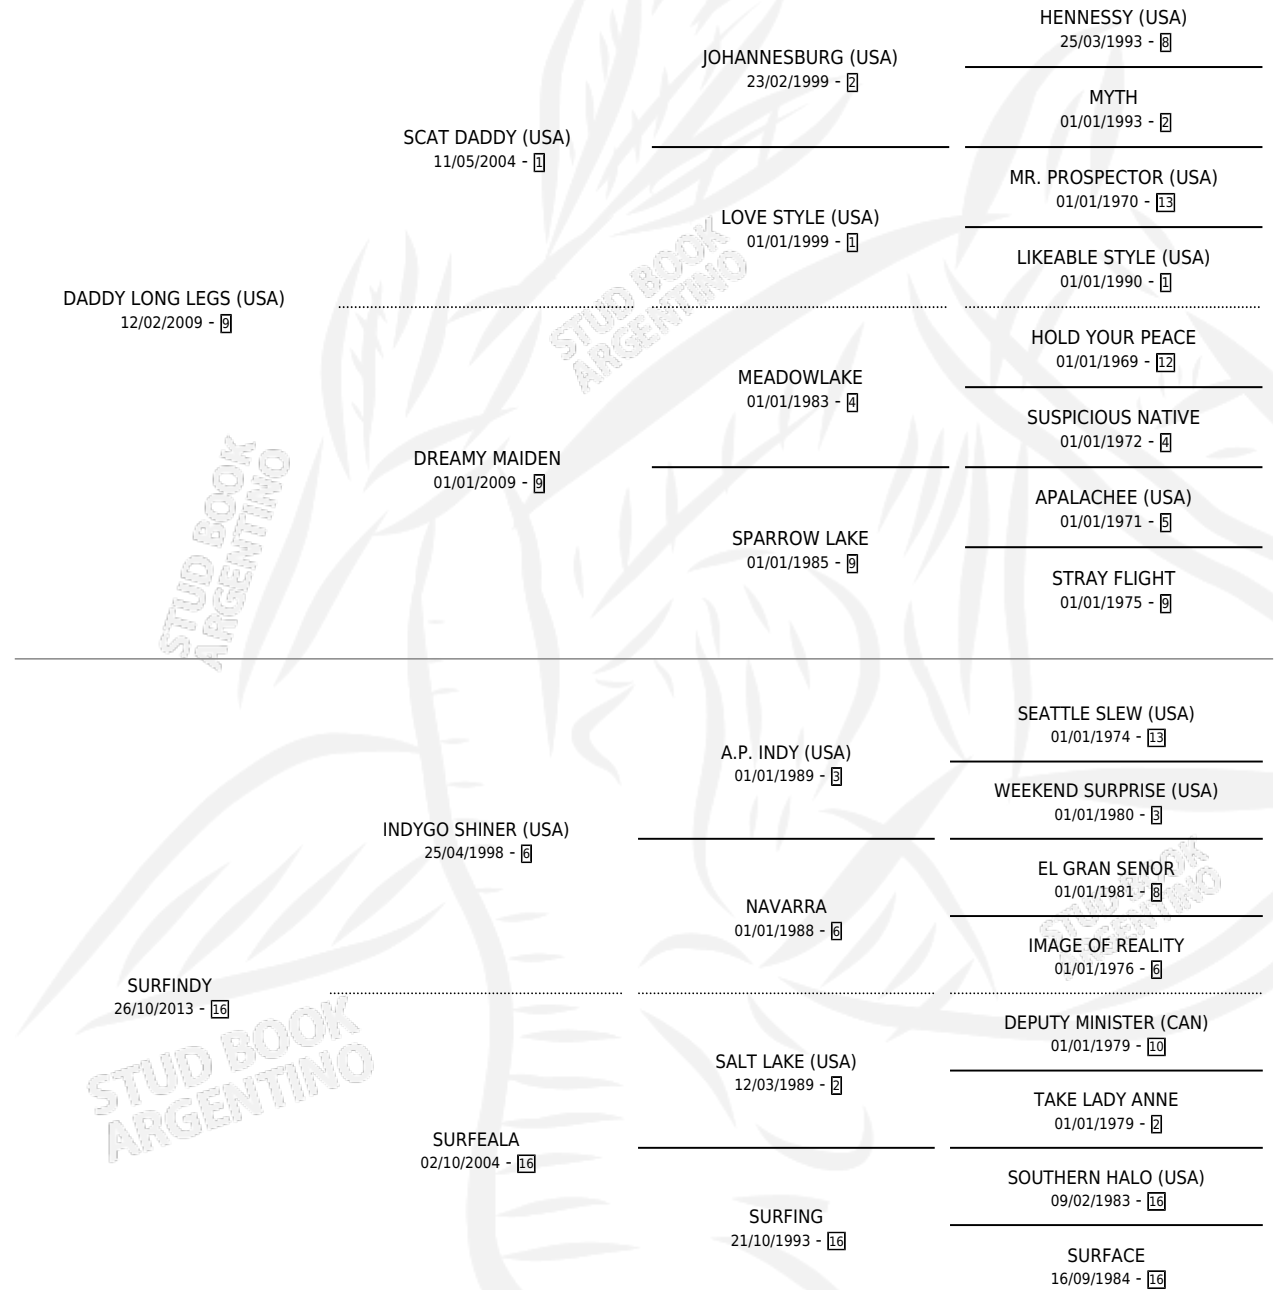 HENNESSY (USA)
25/03/1993 - 8
JOHANNESBURG (USA)
23/02/1999 - 2
MYTH
01/01/1993 - 2
SCAT DADDY (USA)
11/05/2004 - 1
MR. PROSPECTOR (USA)
01/01/1970 - 13
LOVE STYLE (USA)
01/01/1999 - 1
LIKEABLE STYLE (USA)
01/01/1990 - 1
DADDY LONG LEGS (USA)
12/02/2009 - 9
STUD BOOK
ARGENTINO
HOLD YOUR PEACE
01/01/1969 - 12
MEADOWLAKE
01/01/1983 - 4
SUSPICIOUS NATIVE
01/01/1972 - 4
DREAMY MAIDEN
01/01/2009 - 9
APALACHEE (USA)
01/01/1971 - 5
SPARROW LAKE
01/01/1985 - 9
STRAY FLIGHT
01/01/1975 - 9
STUD BOOK
ARGENTINO
SEATTLE SLEW (USA)
01/01/1974 - 13
A.P. INDY (USA)
01/01/1989 - 3
WEEKEND SURPRISE (USA)
01/01/1980 - 3
INDYGO SHINER (USA)
25/04/1998 - 6
EL GRAN SENOR
01/01/1981 - 8
NAVARRA
01/01/1988 - 6
STUD BOOK
ARGENTINO
IMAGE OF REALITY
01/01/1976 - 6
SURFINDY
26/10/2013 - 16
DEPUTY MINISTER (CAN)
01/01/1979 - 10
SALT LAKE (USA)
12/03/1989 - 2
STUD BOOK
ARGENTINO
TAKE LADY ANNE
01/01/1979 - 2
SURFEALA
02/10/2004 - 16
SOUTHERN HALO (USA)
09/02/1983 - 16
SURFING
21/10/1993 - 16
SURFACE
16/09/1984 - 16